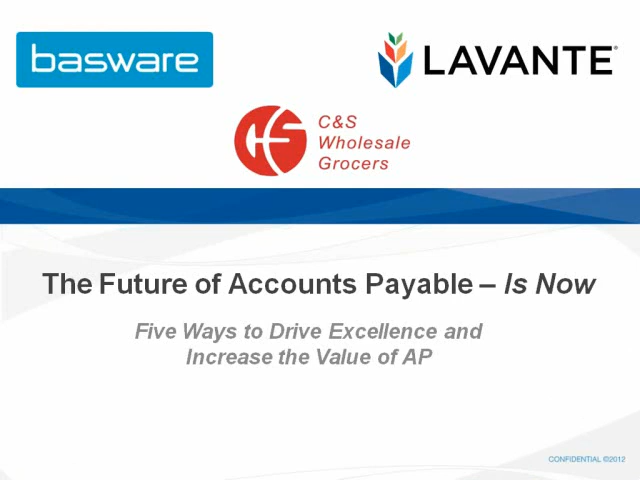 basware
LAVANTE®
C&S
Wholesale
Grocers
The Future of Accounts Payable – Is Now
Five Ways to Drive Excellence and
Increase the Value of AP
CONFIDENTIAL ©2012